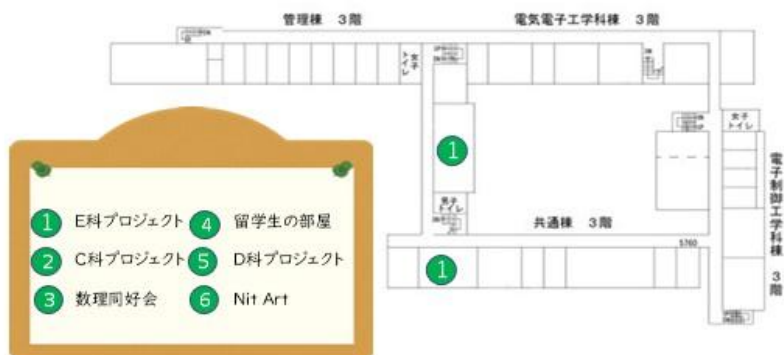 管理棟 3階
電気電子工学科棟 3階
女子
トイレ
女子
トイレ
1
男子
トイレ
共通棟 3階
電子制御工学科棟 3階
5760
1
1 E科プロジェクト
4 留学生の部屋
2 C科プロジェクト
5 D科プロジェクト
3 数理同好会
6 Nit Art